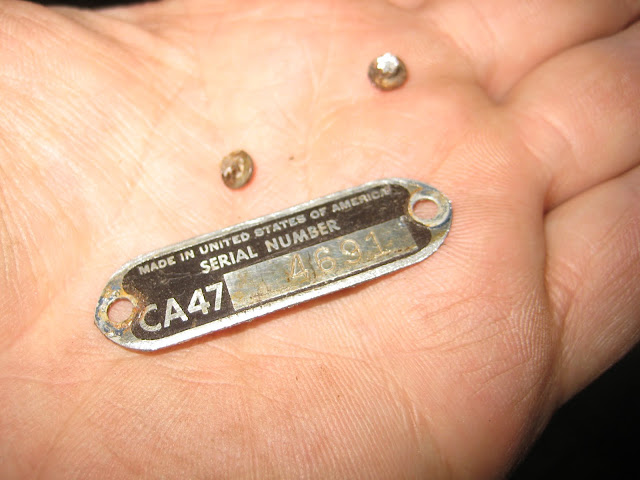 MADE IN UNITED STATES OF AMERICA
SERIAL NUMBER
CA47 4691